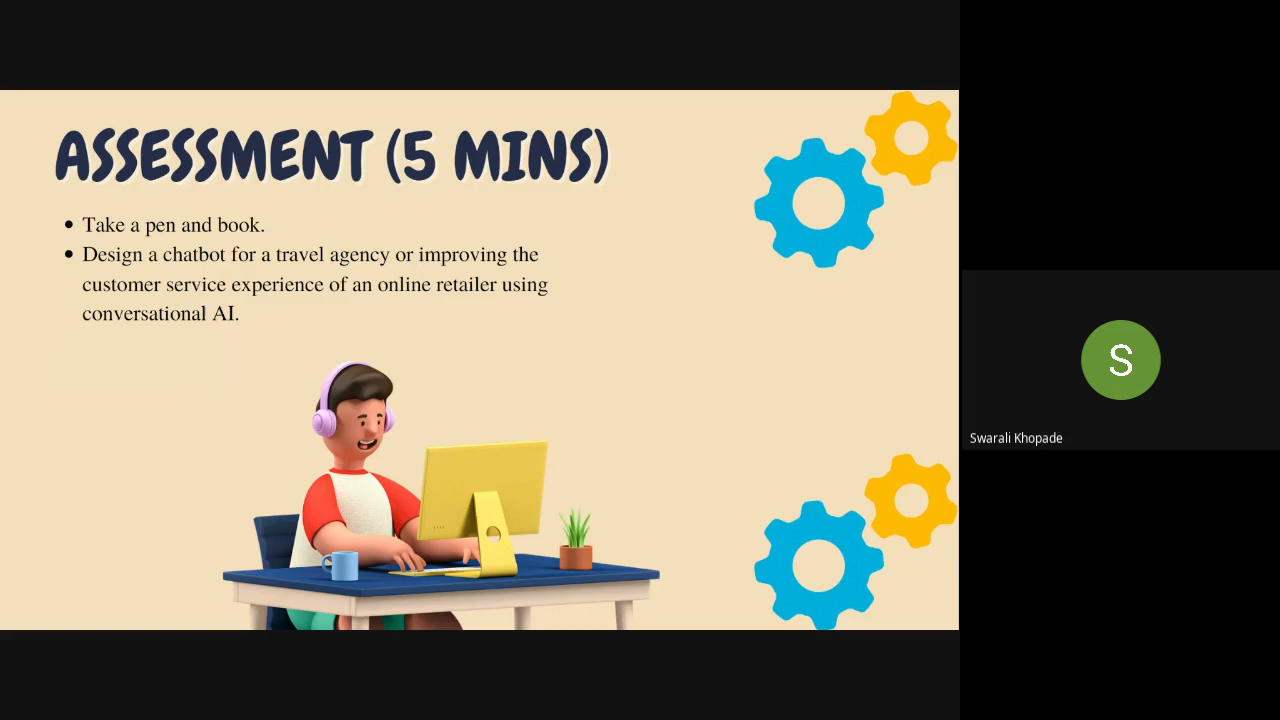 ASSESSMENT (5 MINS)
Take a pen and book.
Design a chatbot for a travel agency or improving the
customer service experience of an online retailer using
conversational AI.
S
Swarali Khopade